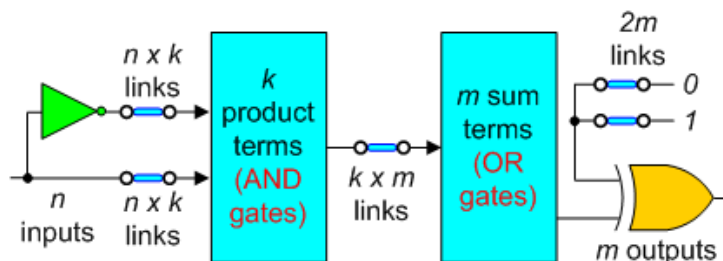 n x k
links
n
inputs
n x k
links
k
product
terms
(AND
gates)
k x m
links
m sum
terms
(OR
gates)
2m
links
0
1
m outputs